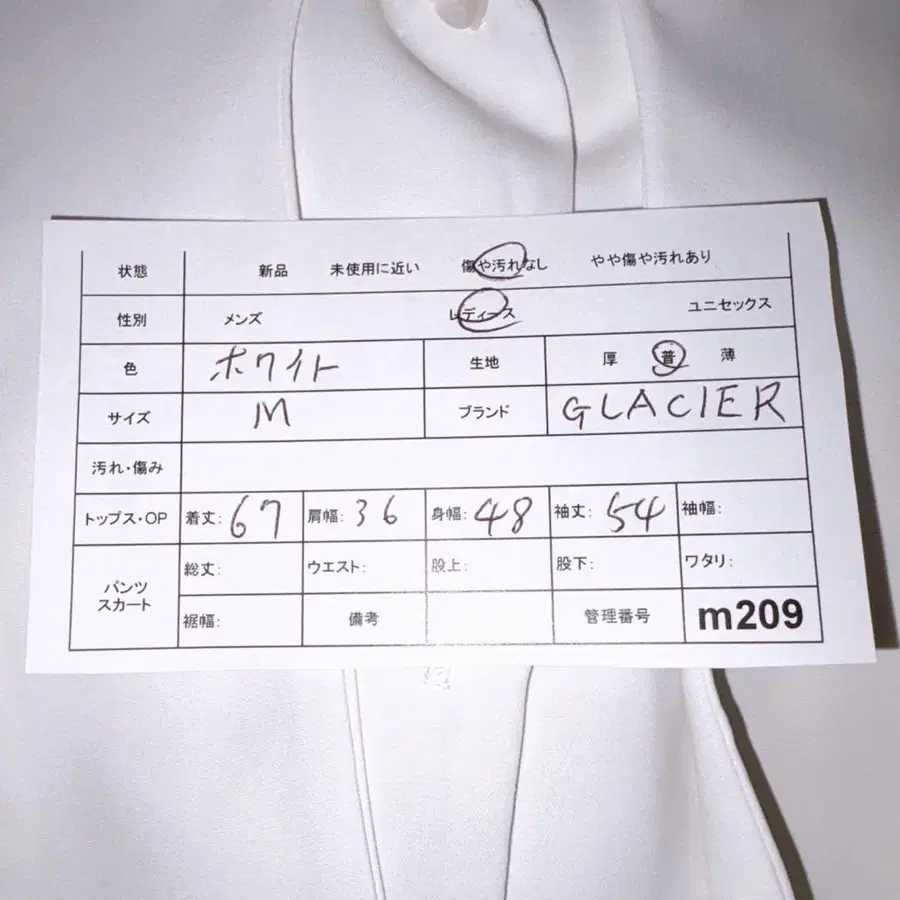 状態 新品 未使用に近い 傷や汚れなし やや傷や汚れあり
性別 メンズ レディース ユニセックス
色 ホワイト 生地 厚 普 薄
サイズ M ブランド GLACIER
汚れ・傷み
トップス・OP 着丈: 67 肩幅: 36 身幅: 48 袖丈: 54 袖幅:
パンツ スカート 総丈: ウエスト: 股上: 股下: ワタリ:
裾幅: 備考 管理番号 m209